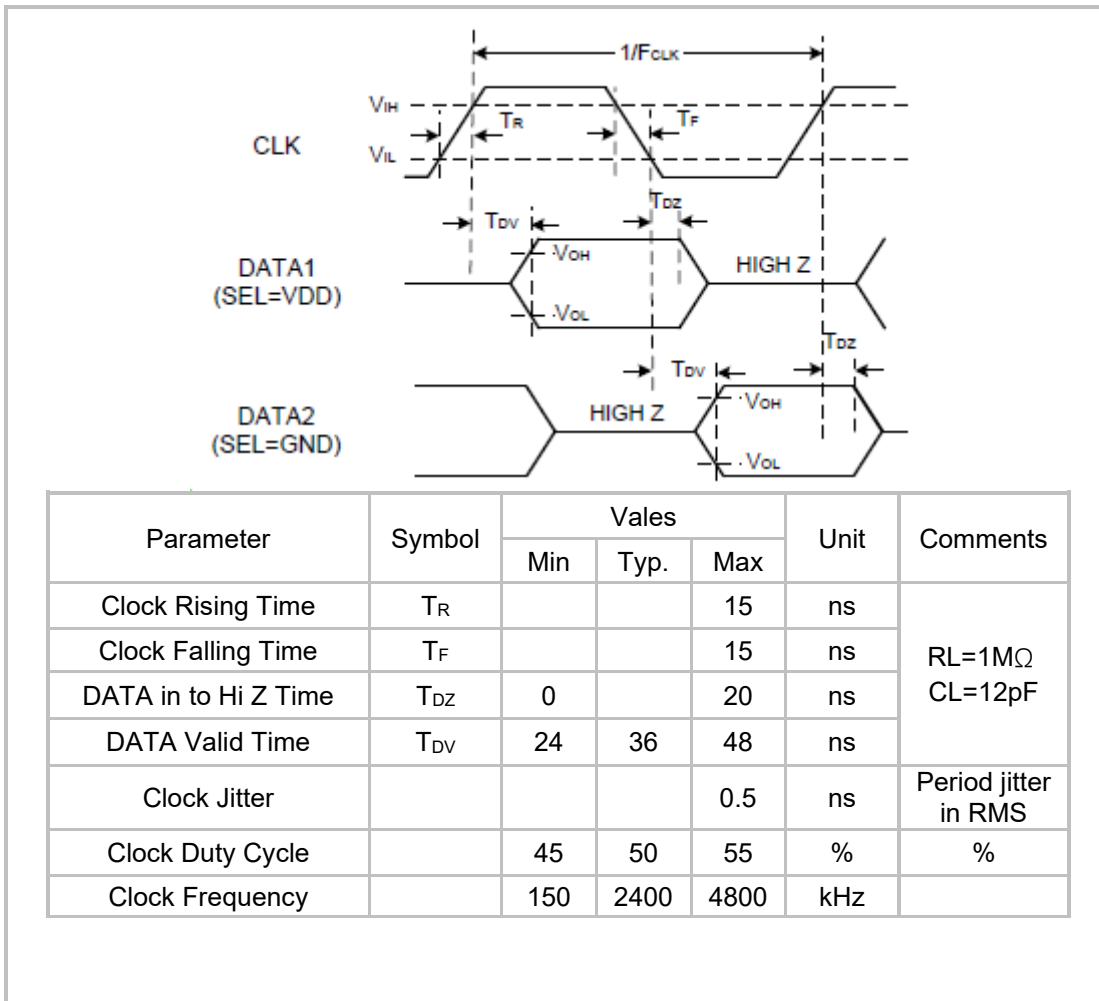 1/FCLK
VIH
TR
TF
CLK
VIL
TDZ
TDV
VOH
DATA1
HIGH Z
(SEL=VDD)
VOL
TDZ
TDV
VOH
DATA2
HIGH Z
(SEL=GND)
VOL
Parameter Symbol Vales Unit Comments
Min Typ. Max
Clock Rising Time TR 15 ns
Clock Falling Time TF 15 ns
RL=1MΩ
CL=12pF
DATA in to Hi Z Time TDZ 0 20 ns
DATA Valid Time TDV 24 36 48 ns
Clock Jitter 0.5 ns Period jitter
in RMS
Clock Duty Cycle 45 50 55 % %
Clock Frequency 150 2400 4800 kHz